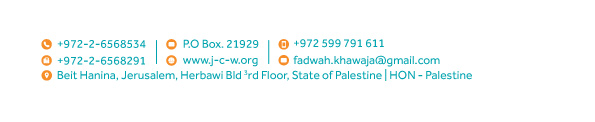 +972-2-6568534 | P.O Box. 21929 | +972 599 791 611
+972-2-6568291 | www.j-c-w.org | fadwah.khawaja@gmail.com
Beit Hanina, Jerusalem, Herbawi Bld ³rd Floor, State of Palestine | HON - Palestine